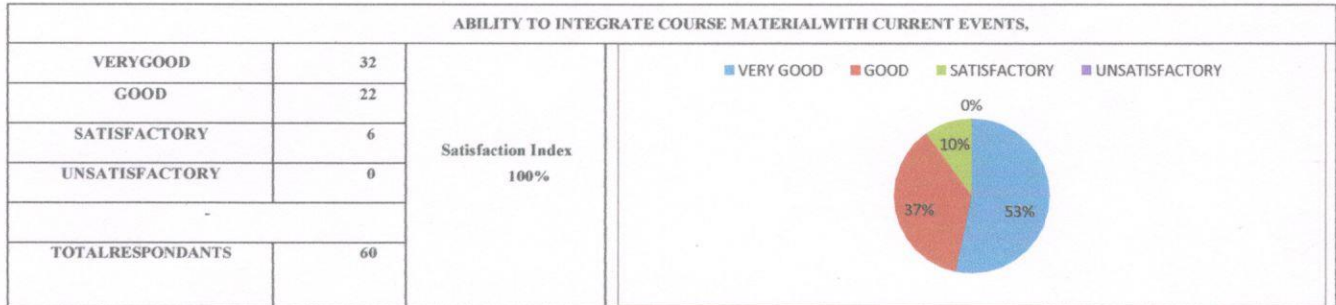 ABILITY TO INTEGRATE COURSE MATERIALWITH CURRENT EVENTS,
VERYGOOD 32
GOOD 22
SATISFACTORY 6
UNSATISFACTORY 0
-
TOTALRESPONDANTS 60
Satisfaction Index
100%
VERY GOOD GOOD SATISFACTORY UNSATISFACTORY
0%
10%
37% 53%